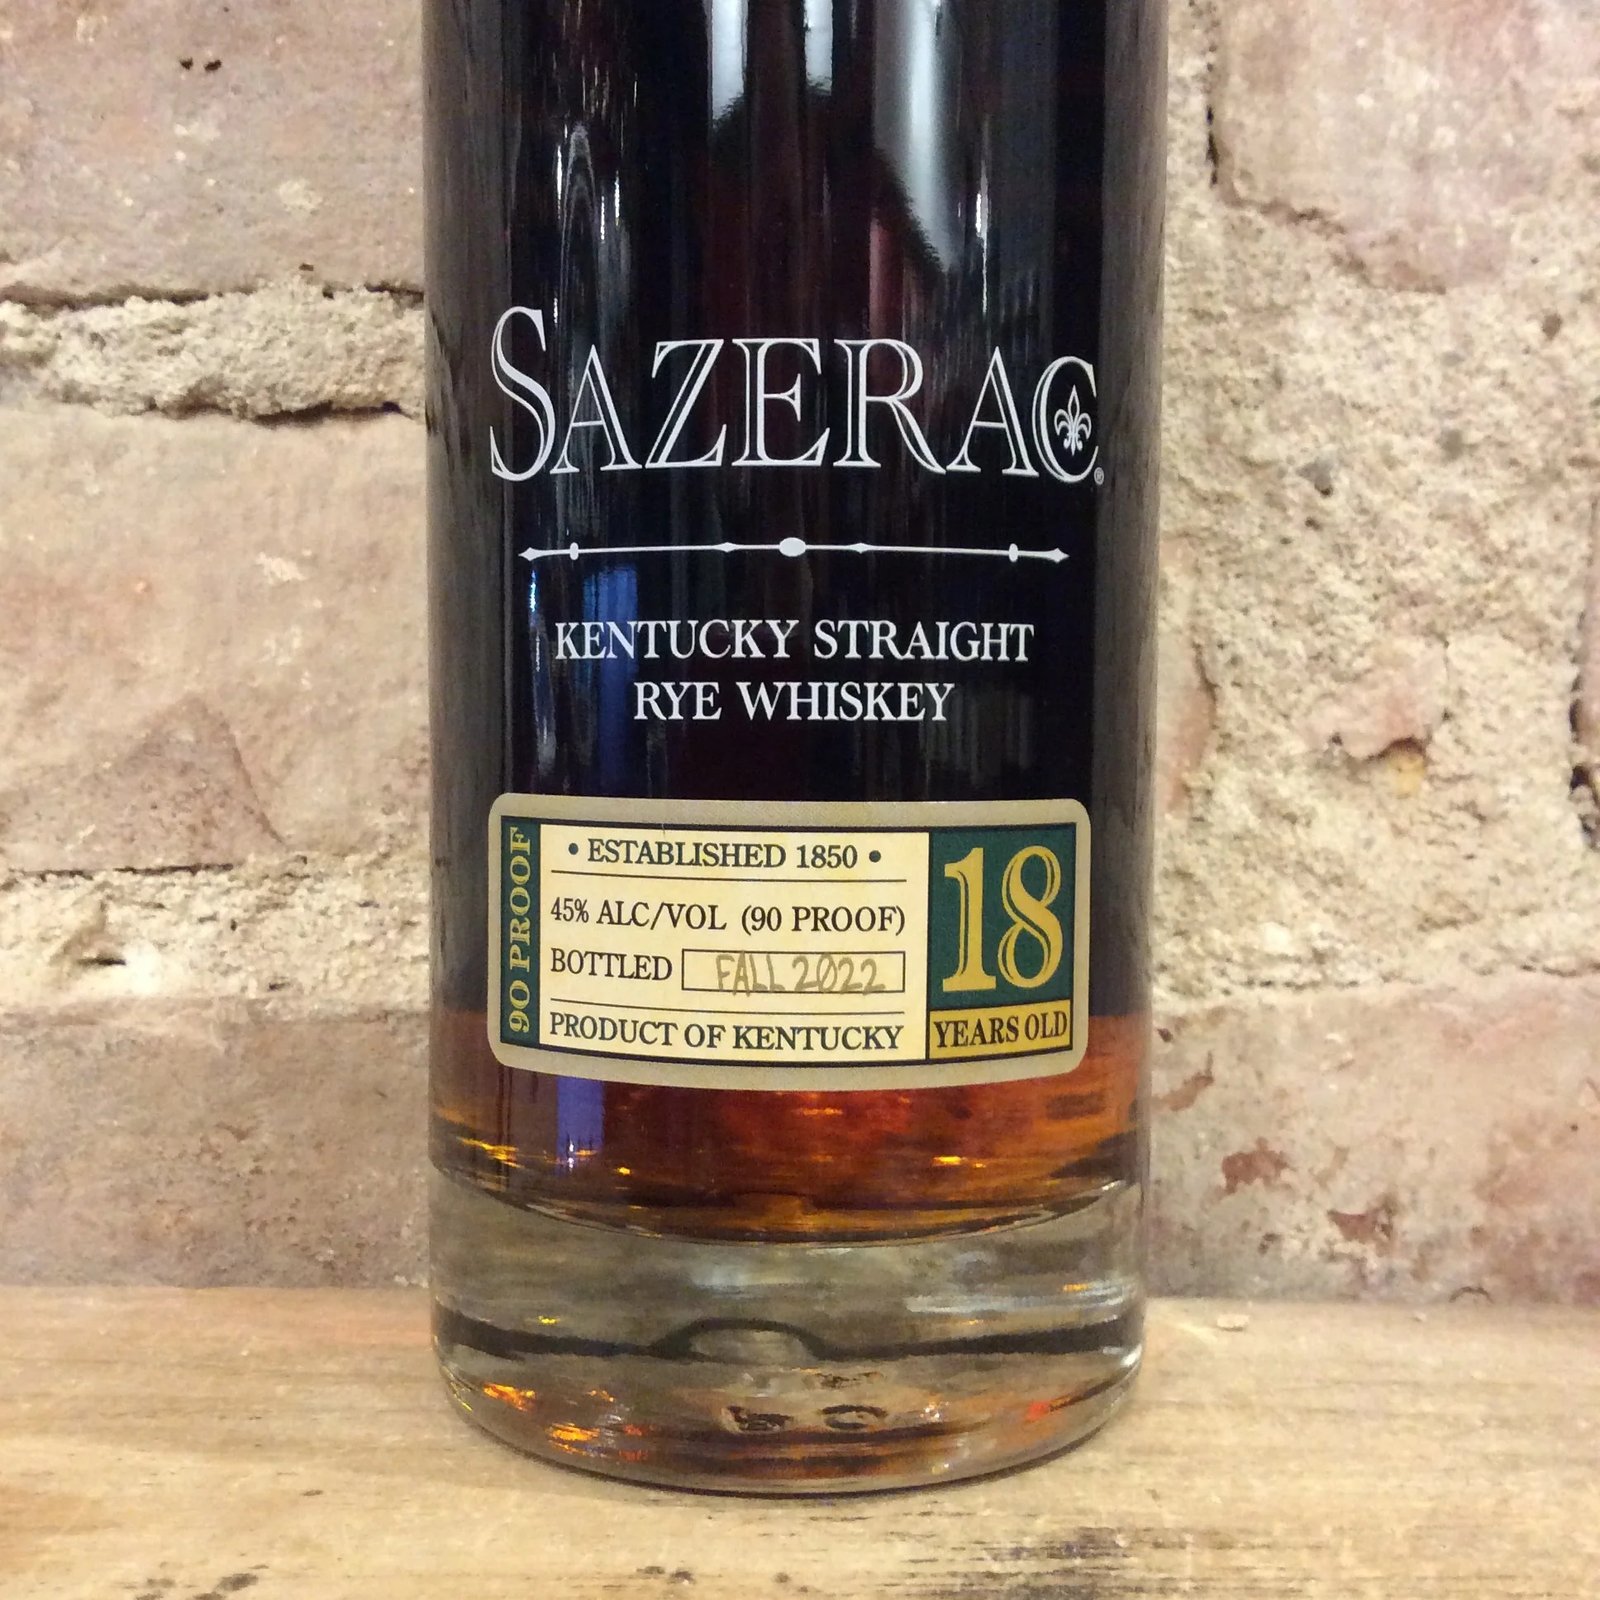 SAZERAC®
KENTUCKY STRAIGHT
RYE WHISKEY
90 PROOF
• ESTABLISHED 1850 •
45% ALC/VOL (90 PROOF)
BOTTLED FALL 2022
PRODUCT OF KENTUCKY
18
YEARS OLD